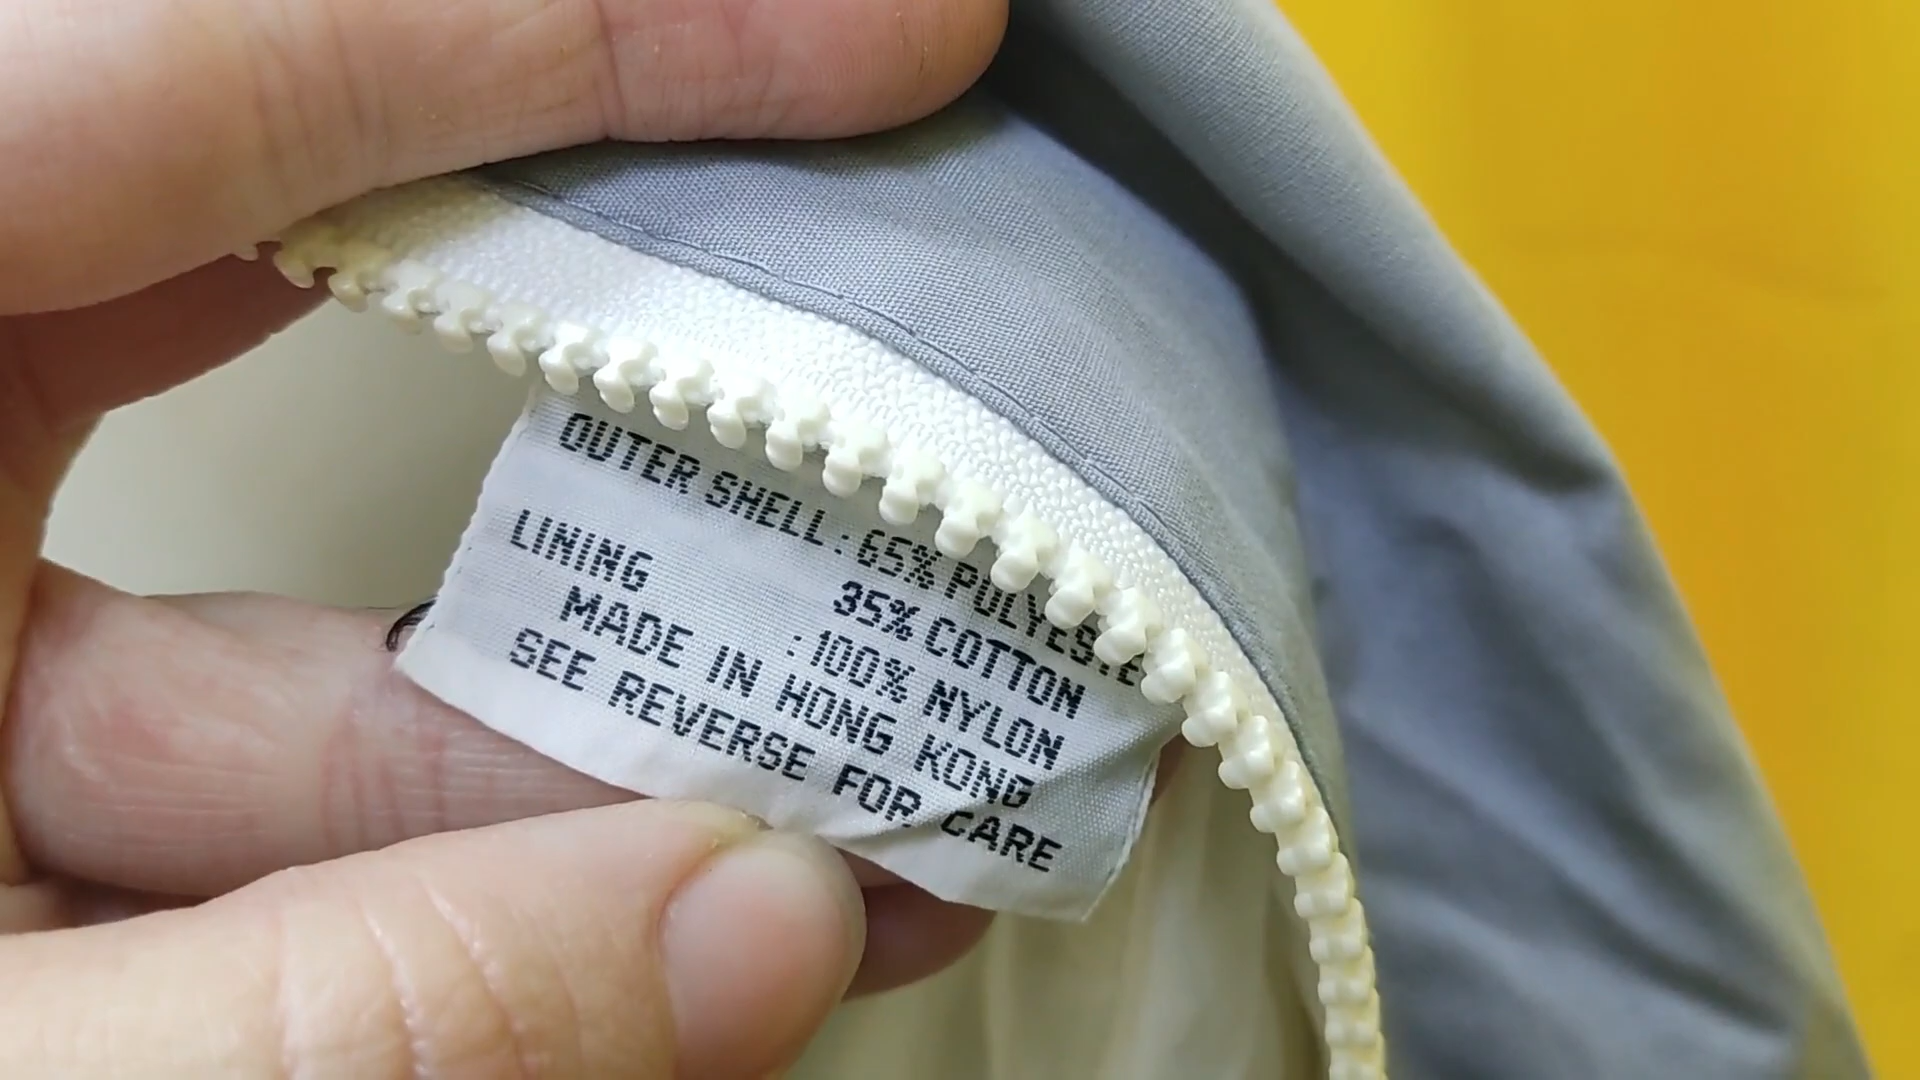 OUTER SHELL: 65% POLYESTE
35% COTTON
LINING : 100% NYLON
MADE IN HONG KONG
SEE REVERSE FOR CARE